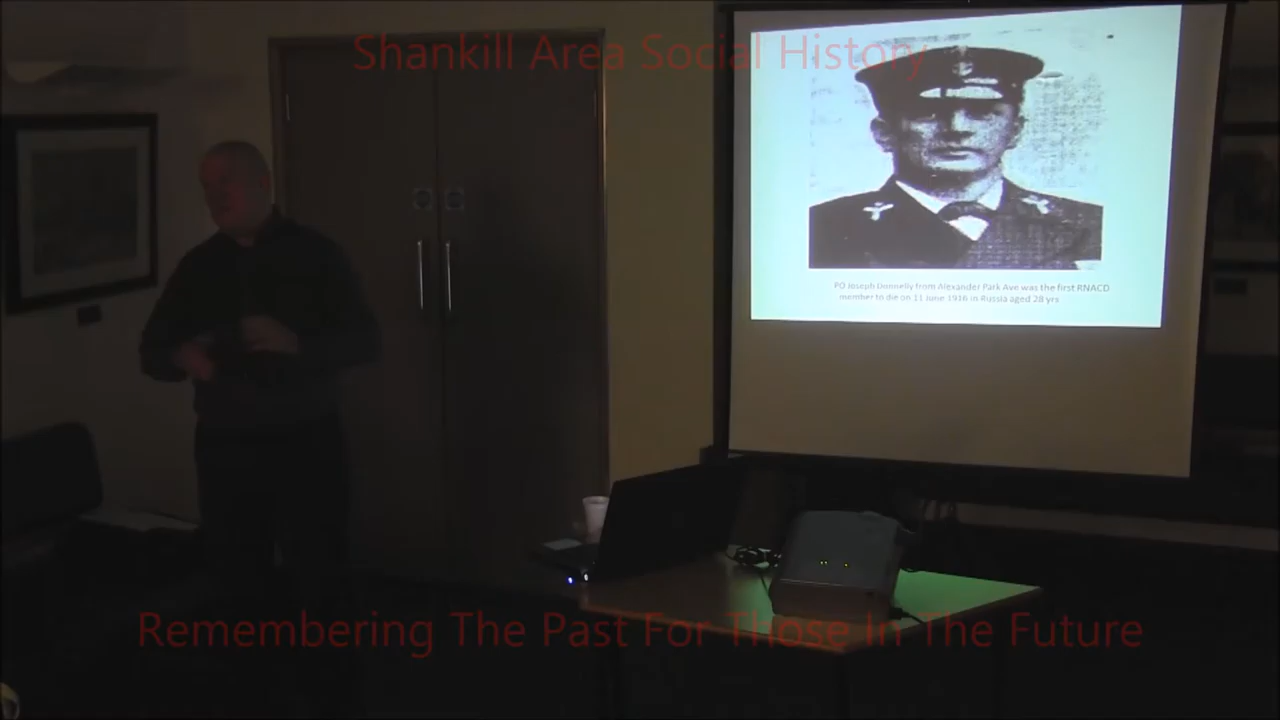 Shankill Area Social History
PO Joseph Donnelly from Alexander Park Ave was the first RNACD
member to die on 11 June 1916 in Russia aged 28 yrs
Remembering The Past For Those In The Future